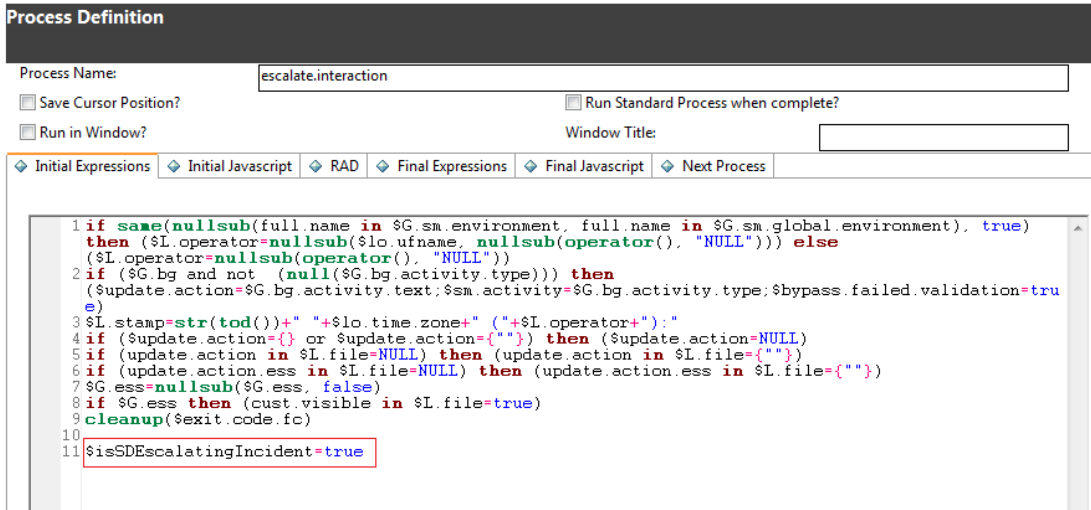 Process Definition
Process Name: escalate.interaction
Save Cursor Position? Run Standard Process when complete?
Run in Window? Window Title:
Initial Expressions Initial Javascript RAD Final Expressions Final Javascript Next Process
1 if same(nullsub(full.name in $G.sm.environment, full.name in $G.sm.global.environment), true)
then ($L.operator=nullsub($lo.ufname, nullsub(operator(), "NULL"))) else
($L.operator=nullsub(operator(), "NULL"))
2 if ($G.bg and not  (null($G.bg.activity.type))) then
($update.action=$G.bg.activity.text;$sm.activity=$G.bg.activity.type;$bypass.failed.validation=tru
e)
3 $L.stamp=str(tod())+" "+$lo.time.zone+" ("+$L.operator+"):"
4 if ($update.action={} or $update.action={""}) then ($update.action=NULL)
5 if (update.action in $L.file=NULL) then (update.action in $L.file={""})
6 if (update.action.ess in $L.file=NULL) then (update.action.ess in $L.file={""})
7 $G.ess=nullsub($G.ess, false)
8 if $G.ess then (cust.visible in $L.file=true)
9 cleanup($exit.code.fc)
10
11 $isSDEscalatingIncident=true